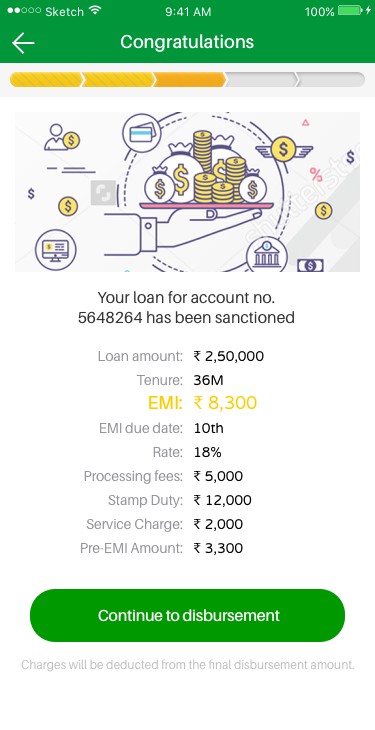 Sketch 9:41 AM 100%
Congratulations
shutterstock
Your loan for account no.
5648264 has been sanctioned
Loan amount: ₹ 2,50,000
Tenure: 36M
EMI: ₹ 8,300
EMI due date: 10th
Rate: 18%
Processing fees: ₹ 5,000
Stamp Duty: ₹ 12,000
Service Charge: ₹ 2,000
Pre-EMI Amount: ₹ 3,300
Continue to disbursement
Charges will be deducted from the final disbursement amount.